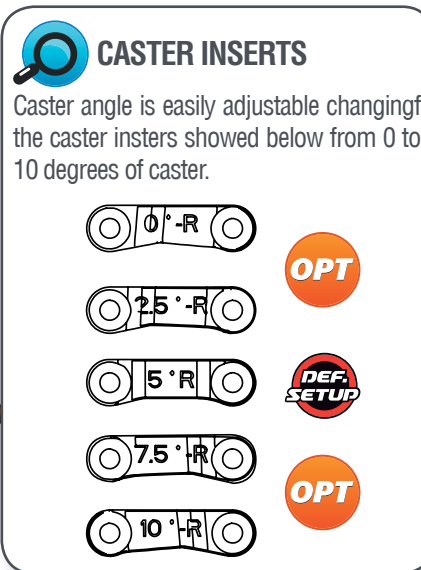 CASTER INSERTS
Caster angle is easily adjustable changingf
the caster insters showed below from 0 to
10 degrees of caster.
0°-R
OPT
2.5°-R
5°R
DEF.
SETUP
7.5°-R
OPT
10°-R